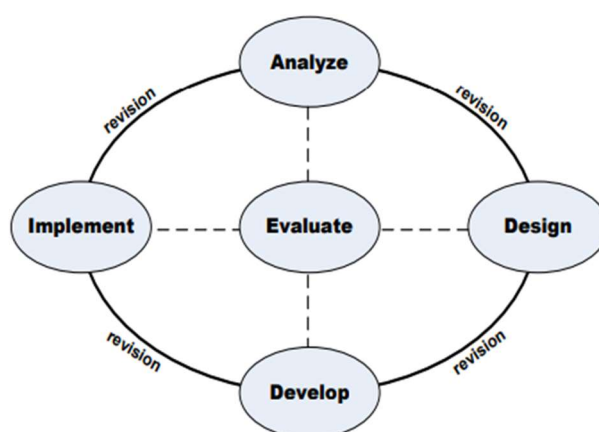 Analyze
revision
revision
Implement
Evaluate
Design
revision
revision
Develop